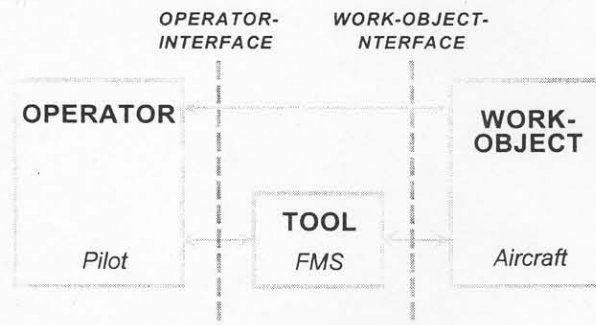 OPERATOR-
INTERFACE
WORK-OBJECT-
NTERFACE
OPERATOR
WORK-
OBJECT
TOOL
FMS
Pilot
Aircraft